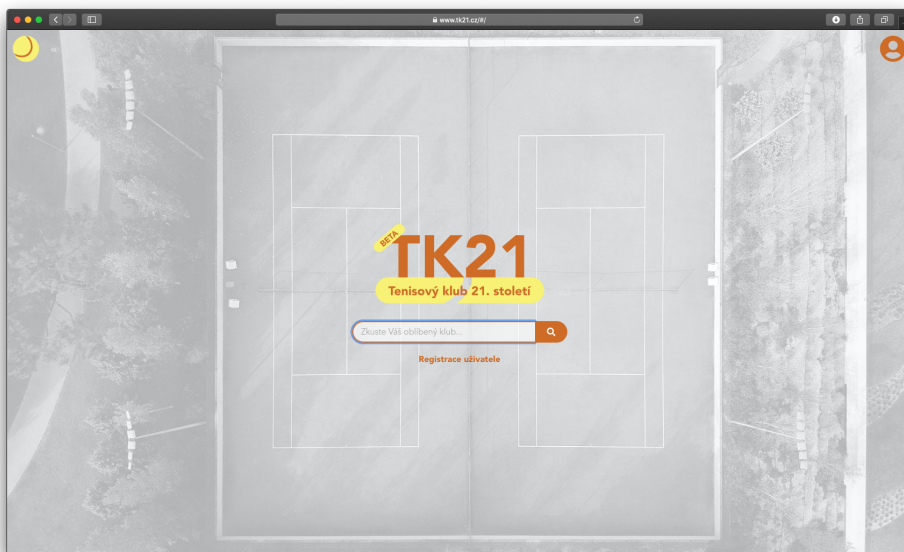 www.tk21.cz/#/
BETA
TK21
Tenisový klub 21. století
Zkuste Váš oblíbený klub...
Registrace uživatele